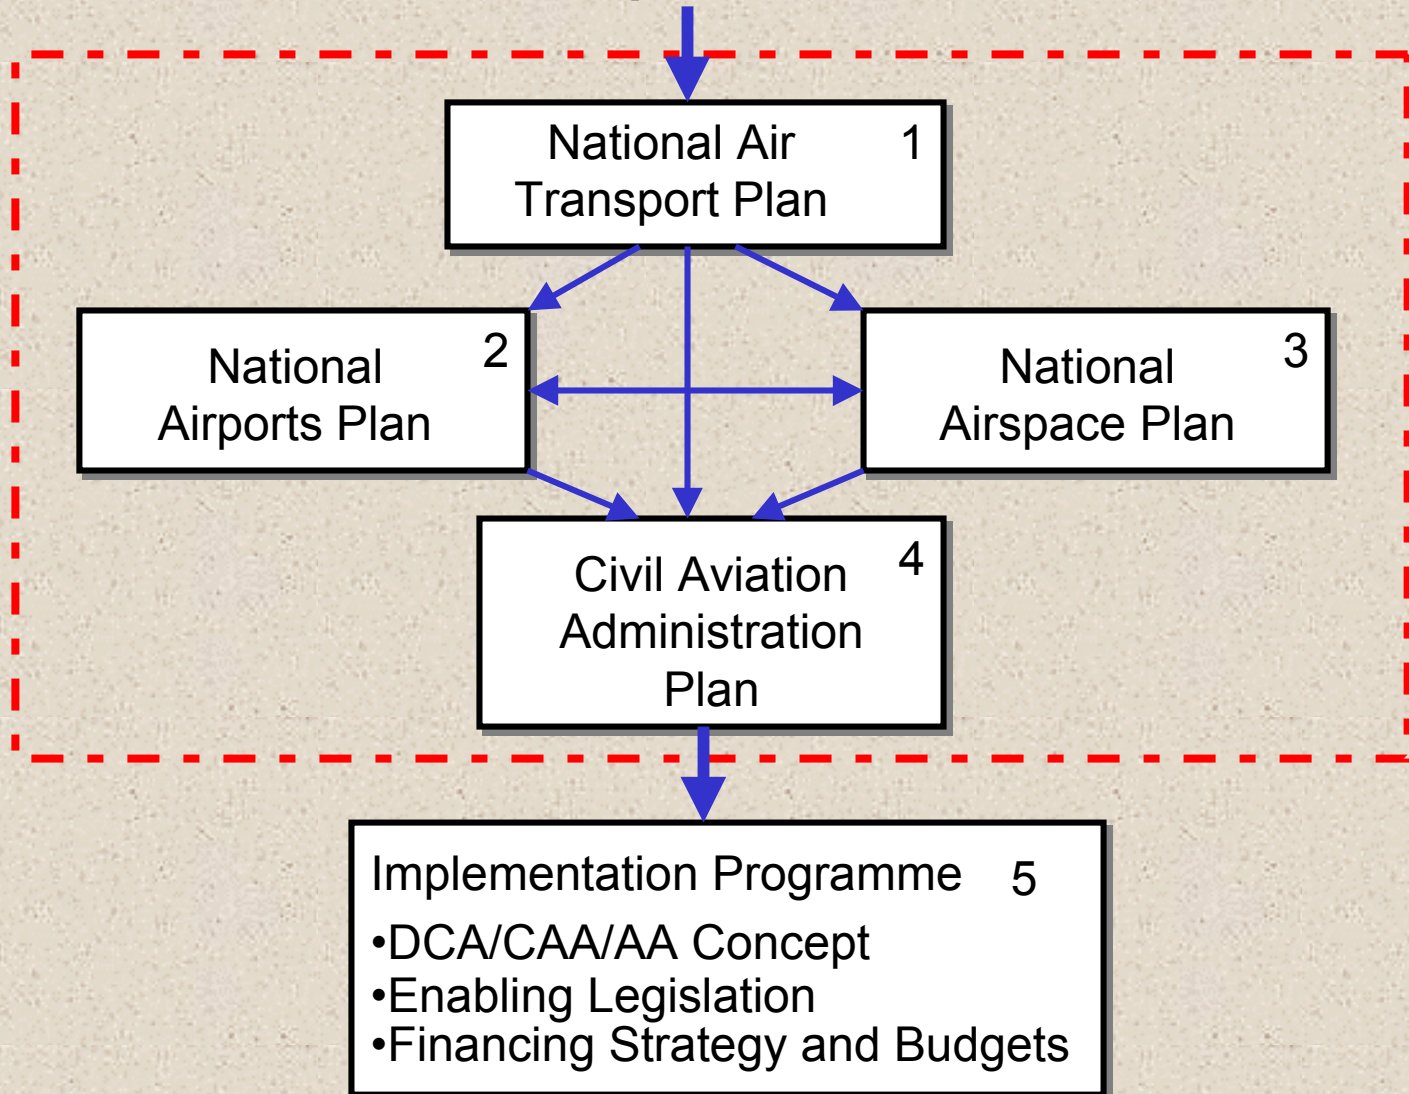 National Air 1
Transport Plan
National 2
Airports Plan
National 3
Airspace Plan
Civil Aviation 4
Administration
Plan
Implementation Programme 5
•DCA/CAA/AA Concept
•Enabling Legislation
•Financing Strategy and Budgets